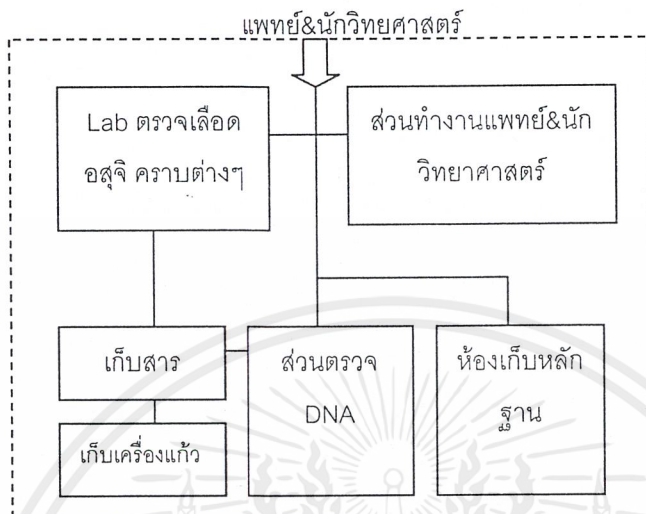 แพทย์&นักวิทยศาสตร์
Lab ตรวจเลือด
อสุจิ คราบต่างๆ
ส่วนทำงานแพทย์&นัก
วิทยาศาสตร์
เก็บสาร
ส่วนตรวจ
DNA
ห้องเก็บหลัก
ฐาน
เก็บเครื่องแก้ว